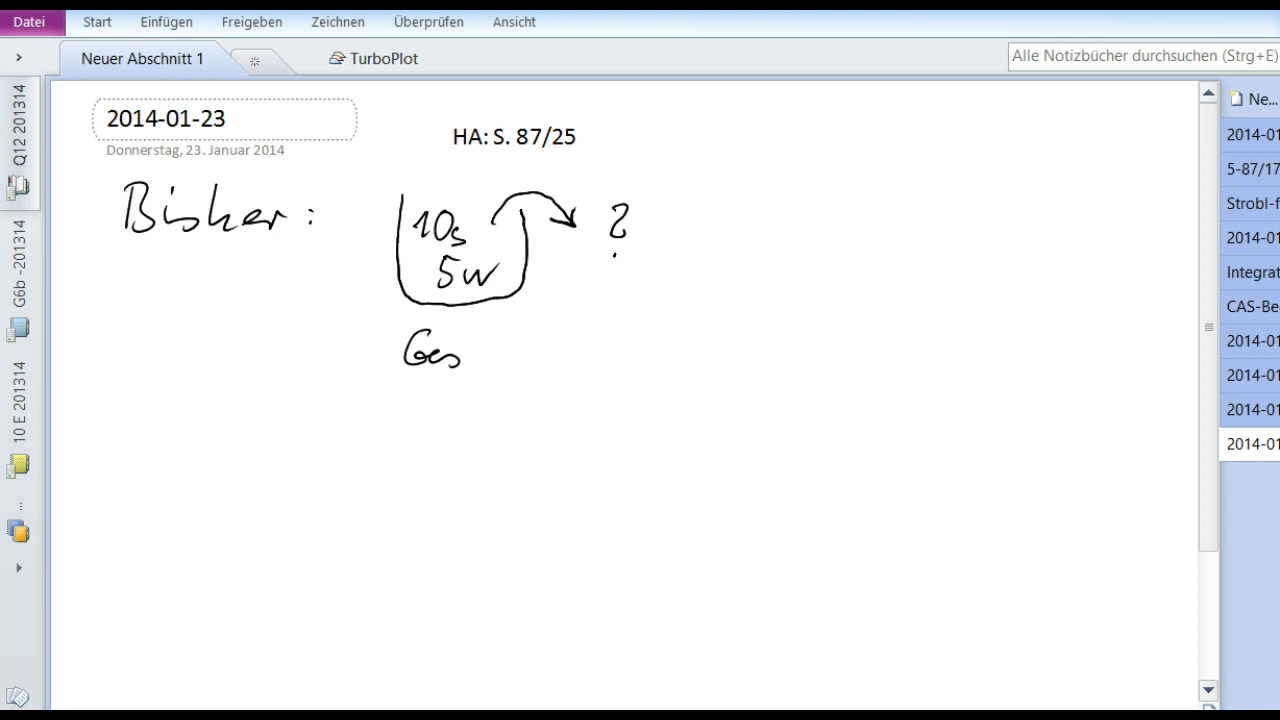 Datei Start Einfügen Freigeben Zeichnen Überprüfen Ansicht
Neuer Abschnitt 1 TurboPlot Alle Notizbücher durchsuchen (Strg+E)
2014-01-23
Donnerstag, 23. Januar 2014
HA: S. 87/25
Bisher: 10s ?
5w
Ges
Q12 201314
G6b -201314
10 E 201314
Ne...
2014-01
5-87/17
Strobl-f
2014-01
Integrat
CAS-Be
2014-01
2014-01
2014-01
2014-01